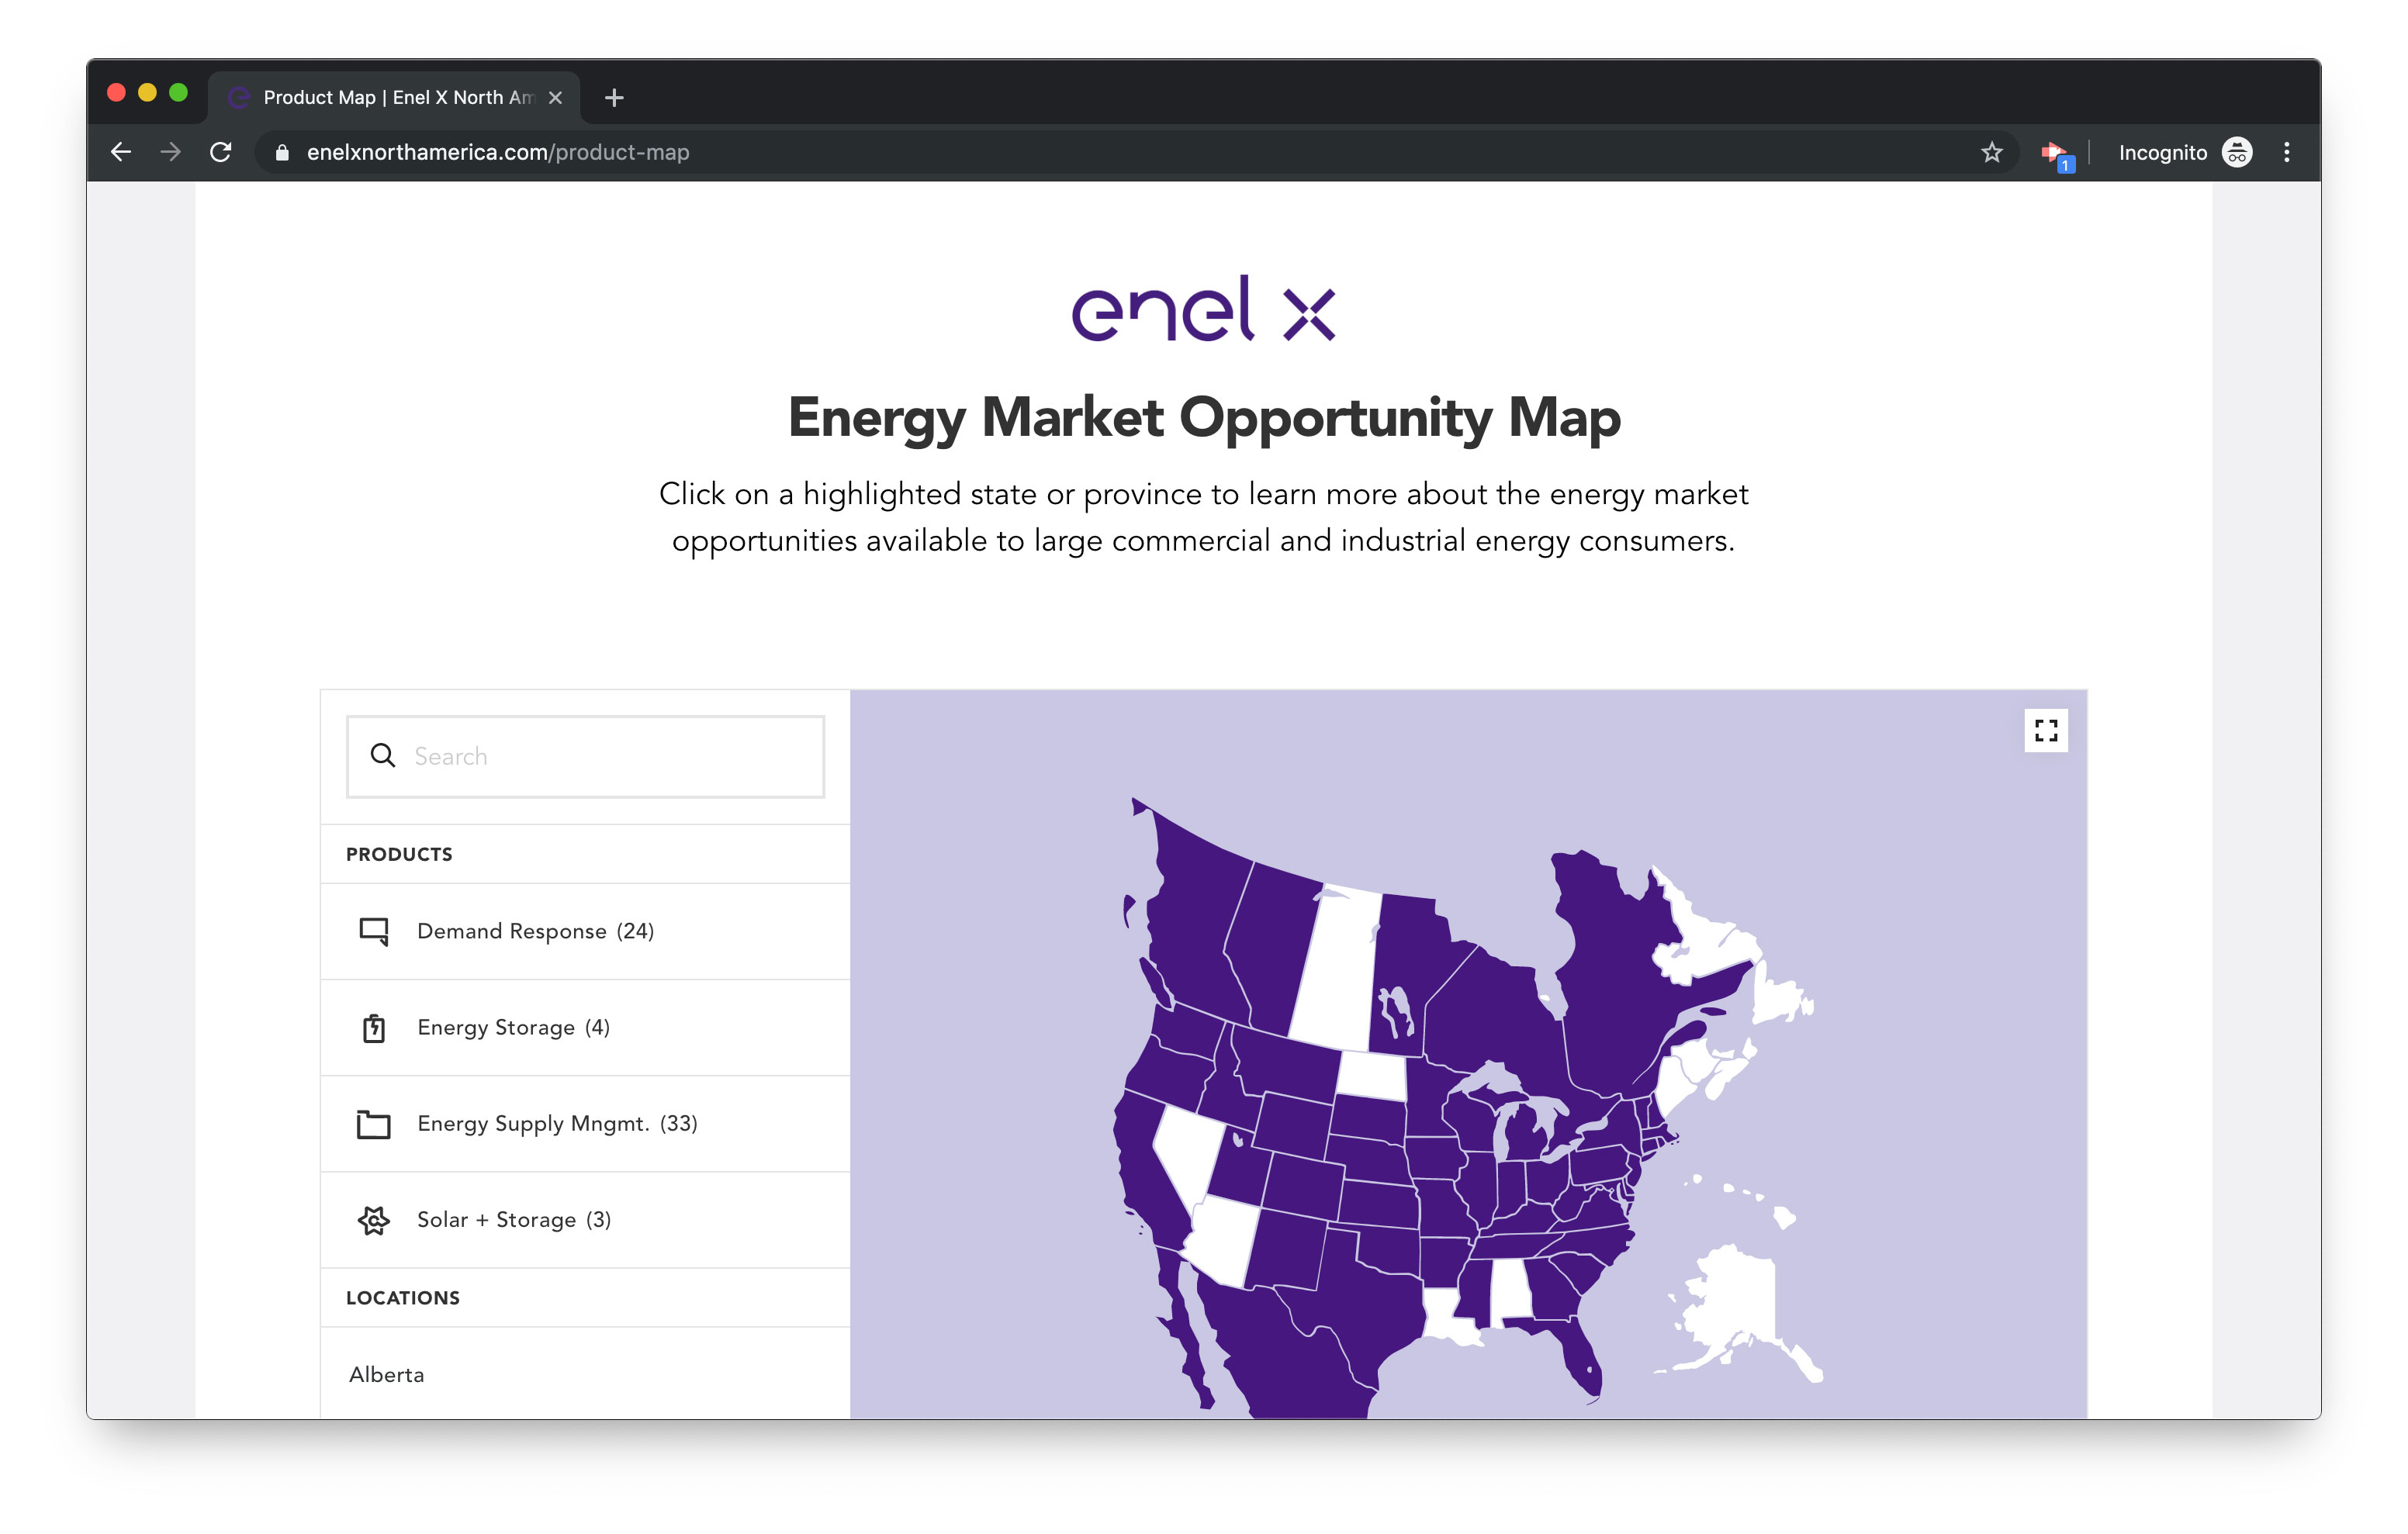 Product Map | Enel X North Am
enelxnorthamerica.com/product-map
1
Incognito
enel x
Energy Market Opportunity Map
Click on a highlighted state or province to learn more about the energy market
opportunities available to large commercial and industrial energy consumers.
Search
PRODUCTS
Demand Response (24)
Energy Storage (4)
Energy Supply Mngmt. (33)
Solar + Storage (3)
LOCATIONS
Alberta